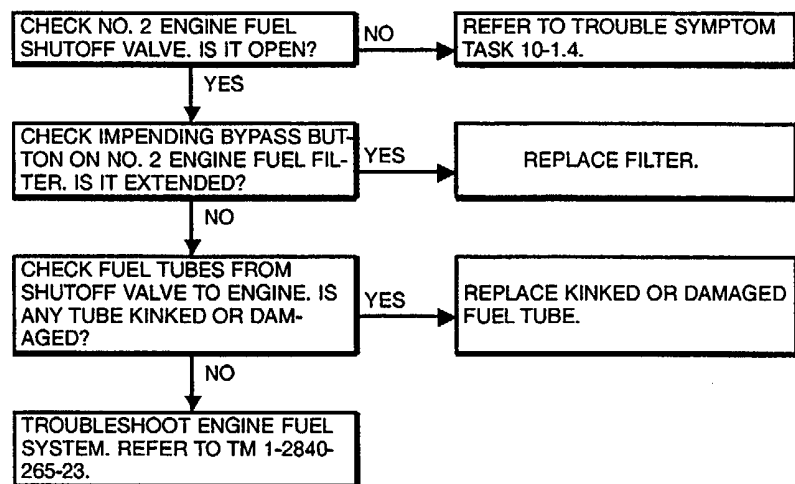 CHECK NO. 2 ENGINE FUEL
SHUTOFF VALVE. IS IT OPEN?
NO
REFER TO TROUBLE SYMPTOM
TASK 10-1.4.
YES
CHECK IMPENDING BYPASS BUT-
TON ON NO. 2 ENGINE FUEL FIL-
TER. IS IT EXTENDED?
YES
REPLACE FILTER.
NO
CHECK FUEL TUBES FROM
SHUTOFF VALVE TO ENGINE. IS
ANY TUBE KINKED OR DAM-
AGED?
YES
REPLACE KINKED OR DAMAGED
FUEL TUBE.
NO
TROUBLESHOOT ENGINE FUEL
SYSTEM. REFER TO TM 1-2840-
265-23.